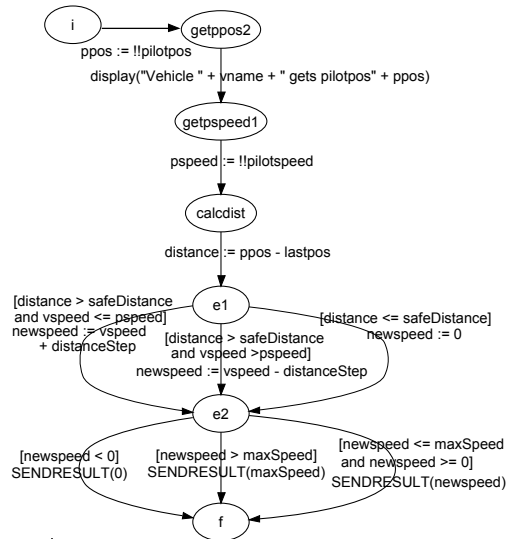 i
getppos2
ppos := !!pilotpos
display("Vehicle " + vname + " gets pilotpos" + ppos)
getpspeed1
pspeed := !!pilotspeed
calcdist
distance := ppos - lastpos
e1
[distance > safeDistance
and vspeed <= pspeed]
newspeed := vspeed
+ distanceStep
[distance > safeDistance
and vspeed >pspeed]
newspeed := vspeed - distanceStep
[distance <= safeDistance]
newspeed := 0
e2
[newspeed < 0]
SENDRESULT(0)
[newspeed > maxSpeed]
SENDRESULT(maxSpeed)
[newspeed <= maxSpeed
and newspeed >= 0]
SENDRESULT(newspeed)
f